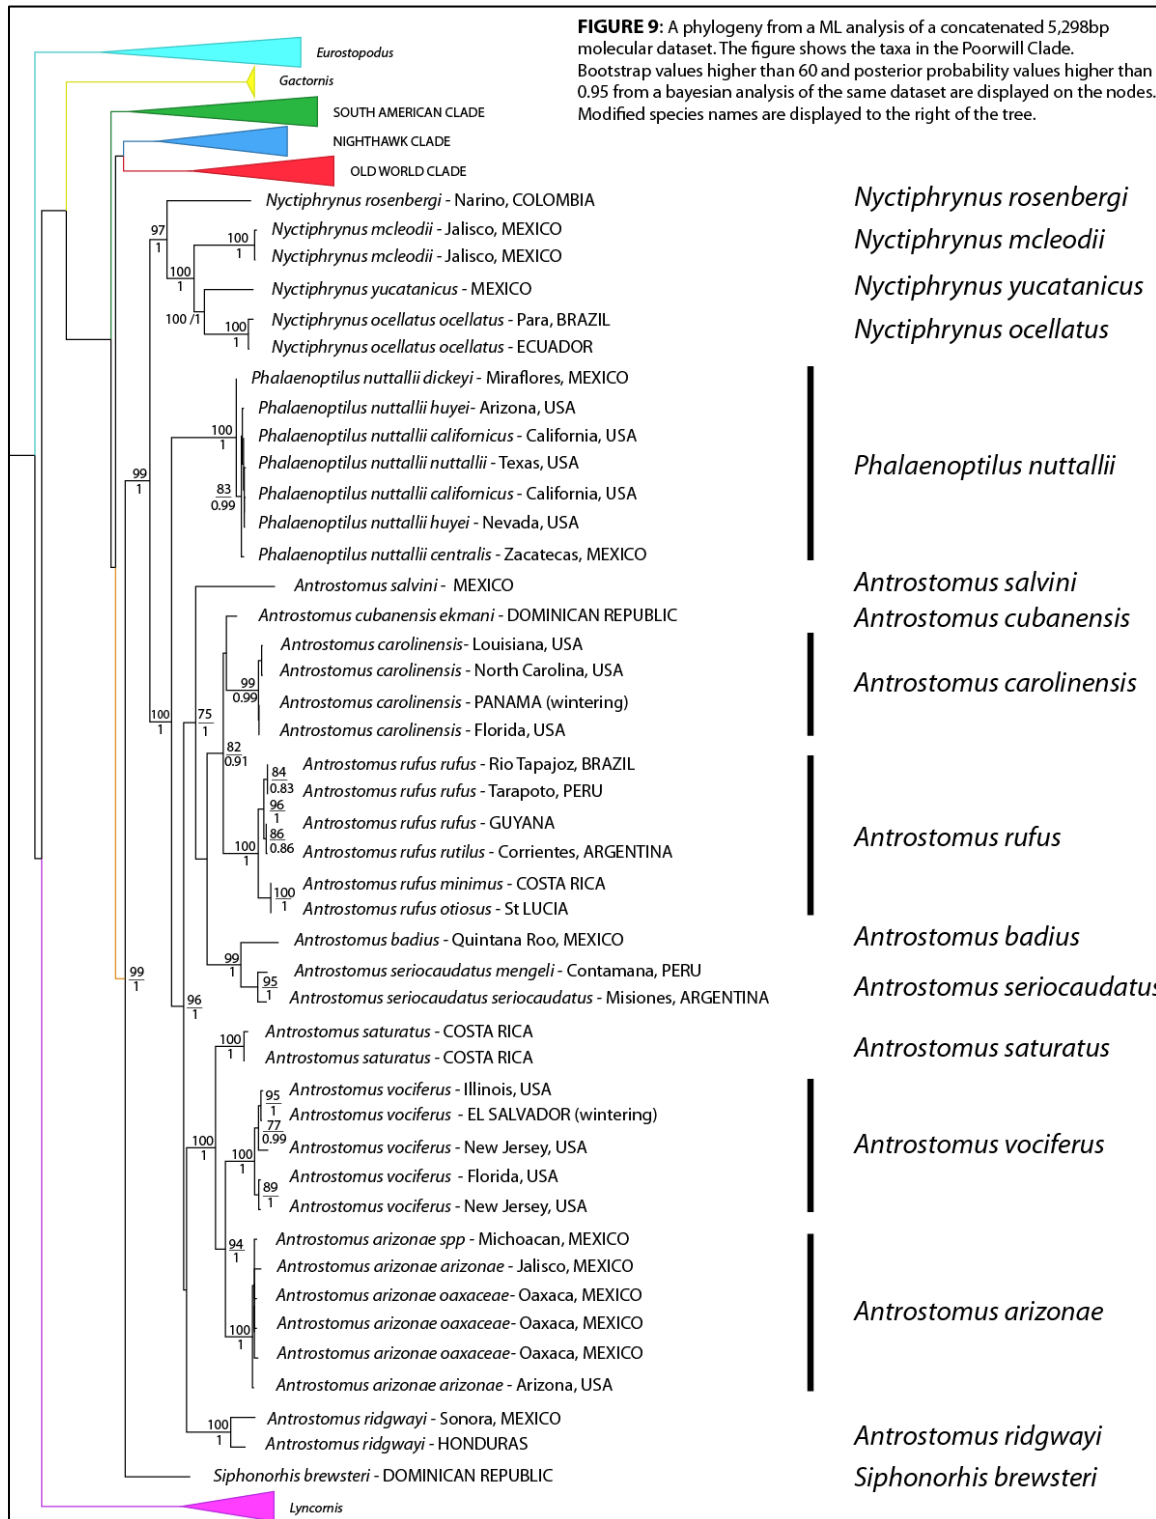 FIGURE 9: A phylogeny from a ML analysis of a concatenated 5,298bp
molecular dataset. The figure shows the taxa in the Poorwill Clade.
Bootstrap values higher than 60 and posterior probability values higher than
0.95 from a bayesian analysis of the same dataset are displayed on the nodes.
Modified species names are displayed to the right of the tree.
Eurostopodus
Gactornis
SOUTH AMERICAN CLADE
NIGHTHAWK CLADE
OLD WORLD CLADE
Nyctiphrynus rosenbergi - Narino, COLOMBIA
Nyctiphrynus rosenbergi
97
1
Nyctiphrynus mcleodii - Jalisco, MEXICO
100
1
Nyctiphrynus mcleodii - Jalisco, MEXICO
Nyctiphrynus mcleodii
100
1
Nyctiphrynus yucatanicus - MEXICO
Nyctiphrynus yucatanicus
100 /1
Nyctiphrynus ocellatus ocellatus - Para, BRAZIL
100
1
Nyctiphrynus ocellatus ocellatus - ECUADOR
Nyctiphrynus ocellatus
Phalaenoptilus nuttallii dickeyi - Miraflores, MEXICO
Phalaenoptilus nuttallii huyei- Arizona, USA
100
1
Phalaenoptilus nuttallii californicus - California, USA
Phalaenoptilus nuttallii nuttallii - Texas, USA
Phalaenoptilus nuttallii
99
1
83
0.99
Phalaenoptilus nuttallii californicus - California, USA
Phalaenoptilus nuttallii huyei - Nevada, USA
Phalaenoptilus nuttallii centralis - Zacatecas, MEXICO
Antrostomus salvini - MEXICO
Antrostomus salvini
Antrostomus cubanensis ekmani - DOMINICAN REPUBLIC
Antrostomus cubanensis
Antrostomus carolinensis- Louisiana, USA
Antrostomus carolinensis - North Carolina, USA
99
0.99
Antrostomus carolinensis
Antrostomus carolinensis - PANAMA (wintering)
100
1
75
1
Antrostomus carolinensis - Florida, USA
82
0.91
Antrostomus rufus rufus - Rio Tapajoz, BRAZIL
84
0.83
Antrostomus rufus rufus - Tarapoto, PERU
96
1
Antrostomus rufus rufus - GUYANA
86
0.86
Antrostomus rufus
100
1
Antrostomus rufus rutilus - Corrientes, ARGENTINA
Antrostomus rufus minimus - COSTA RICA
100
1
Antrostomus rufus otiosus - St LUCIA
Antrostomus badius - Quintana Roo, MEXICO
Antrostomus badius
99
1
Antrostomus seriocaudatus mengeli - Contamana, PERU
95
1
Antrostomus seriocaudatus seriocaudatus - Misiones, ARGENTINA
Antrostomus seriocaudatus
99
1
96
1
Antrostomus saturatus - COSTA RICA
100
1
Antrostomus saturatus - COSTA RICA
Antrostomus saturatus
Antrostomus vociferus - Illinois, USA
95
1
Antrostomus vociferus - EL SALVADOR (wintering)
77
0.99
Antrostomus vociferus - New Jersey, USA
Antrostomus vociferus
100
1
100
1
Antrostomus vociferus - Florida, USA
89
1
Antrostomus vociferus - New Jersey, USA
94
1
Antrostomus arizonae spp - Michoacan, MEXICO
Antrostomus arizonae arizonae - Jalisco, MEXICO
Antrostomus arizonae oaxaceae- Oaxaca, MEXICO
Antrostomus arizonae
Antrostomus arizonae oaxaceae- Oaxaca, MEXICO
100
1
Antrostomus arizonae oaxaceae- Oaxaca, MEXICO
Antrostomus arizonae arizonae - Arizona, USA
Antrostomus ridgwayi - Sonora, MEXICO
100
1
Antrostomus ridgwayi - HONDURAS
Antrostomus ridgwayi
Siphonorhis brewsteri - DOMINICAN REPUBLIC
Siphonorhis brewsteri
Lyncornis